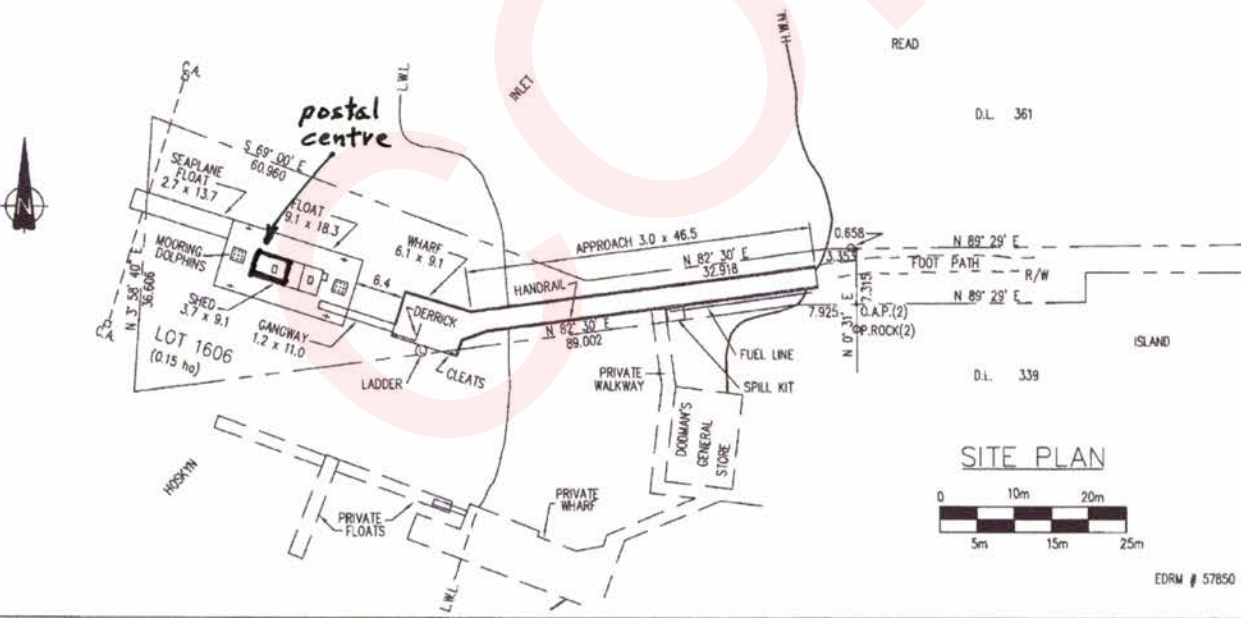 READ
D.L. 361
INLET
H.W.M.
L.W.L.
C.A.
postal
centre
S 69° 00' E
60.960
SEAPLANE
FLOAT
2.7 x 13.7
FLOAT
9.1 x 18.3
WHARF
6.1 x 9.1
MOORING
DOLPHINS
6.4
APPROACH 3.0 x 46.5
N 82° 30' E
32.918
HANDRAIL
0.658
3.353
N 89° 29' E
FOOT PATH
R/W
N 89° 29' E
7.315
7.925
N 0° 31' E
O.A.P.(2)
P.ROCK(2)
N 3° 58' 40" E
36.606
C.A.
SHED
3.7 x 9.1
DERRICK
N 82° 30' E
89.002
GANGWAY
1.2 x 11.0
LOT 1606
(0.15 ha)
LADDER
CLEATS
PRIVATE
WALKWAY
FUEL LINE
SPILL KIT
ISLAND
D.L. 339
DODMAN'S
GENERAL
STORE
HOSKYN
PRIVATE
FLOATS
PRIVATE
WHARF
L.W.L.
SITE PLAN
0 10m 20m
5m 15m 25m
EDRM # 57850
N